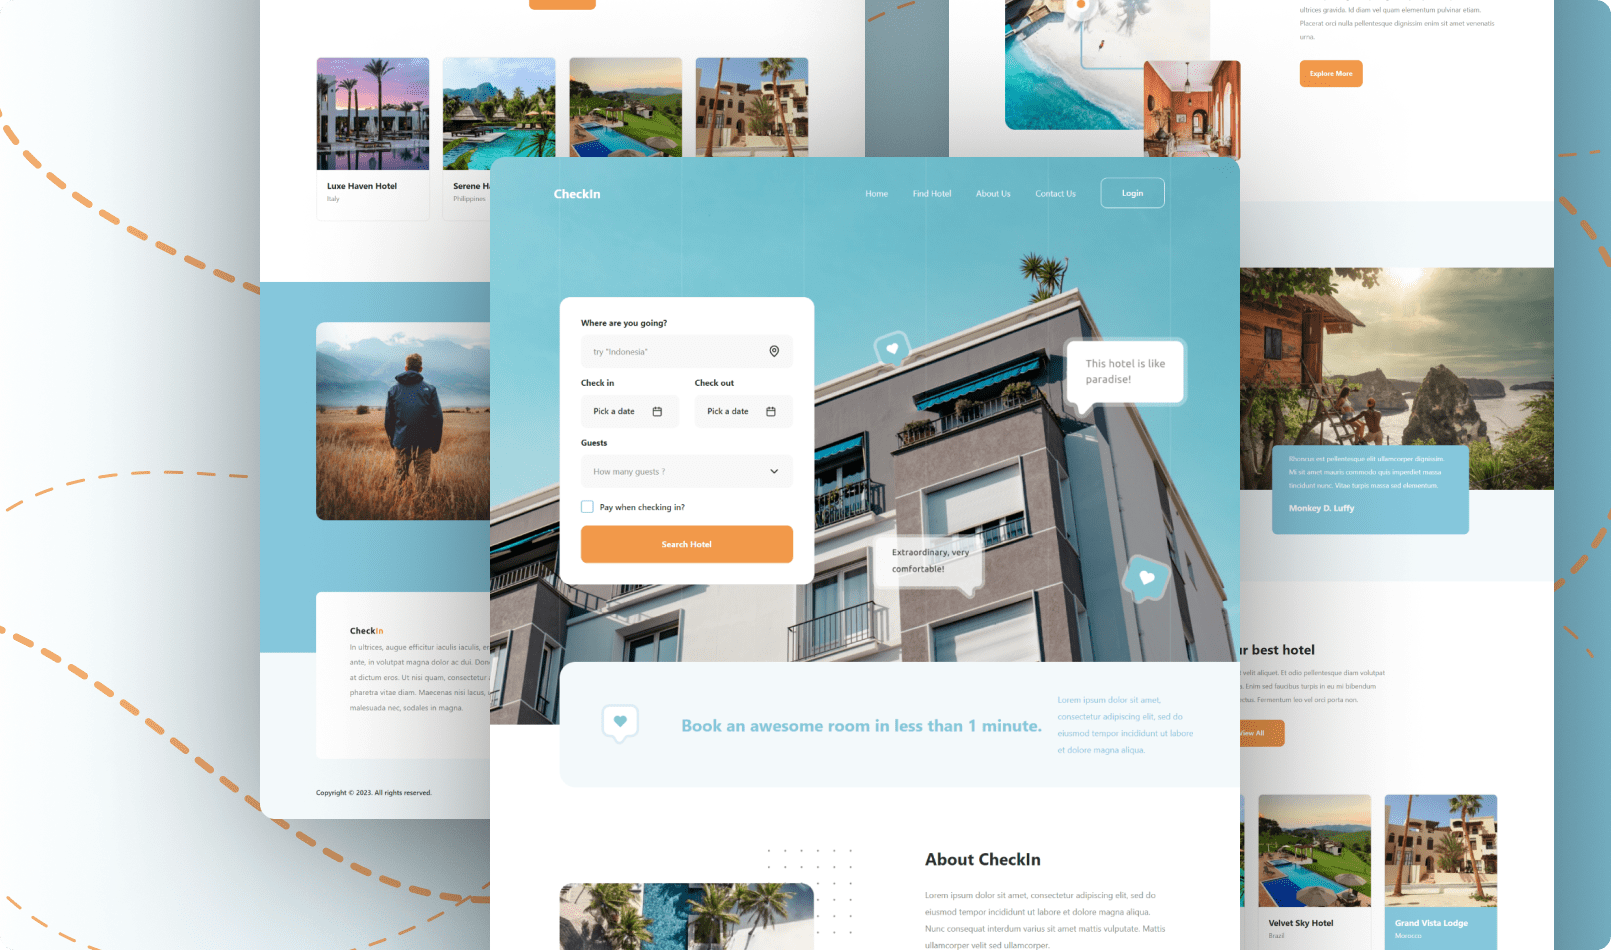 ultrices gravida. Id diam vel quam elementum pulvinar etiam.
Placerat orci nulla pellentesque dignissim enim sit amet venenatis
urna.
Explore More
Luxe Haven Hotel
Italy
Serene H
Philippines
CheckIn
Home
Find Hotel
About Us
Contact Us
Login
Where are you going?
try "Indonesia"
Check in
Check out
Pick a date
Pick a date
Guests
How many guests ?
Pay when checking in?
Search Hotel
This hotel is like
paradise!
Extraordinary, very
comfortable!
Rhoncus est pellentesque elit ullamcorper dignissim.
Mi sit amet mauris commodo quis imperdiet massa
tincidunt nunc. Vitae turpis massa sed elementum.
Monkey D. Luffy
CheckIn
In ultrices, augue efficitur iaculis iaculis, er
ante, in volutpat magna dolor ac dui. Don
at dictum eros. Ut nisi quam, consectetur
pharetra vitae diam. Maecenas nisi lacus,
malesuada nec, sodales in magna.
Copyright © 2023. All rights reserved.
Book an awesome room in less than 1 minute.
Lorem ipsum dolor sit amet,
consectetur adipiscing elit, sed do
eiusmod tempor incididunt ut labore
et dolore magna aliqua.
ur best hotel
velit aliquet. Et odio pellentesque diam volutpat
. Enim sed faucibus turpis in eu mi bibendum
ctus. Fermentum leo vel orci porta non.
View All
About CheckIn
Lorem ipsum dolor sit amet, consectetur adipiscing elit, sed do
eiusmod tempor incididunt ut labore et dolore magna aliqua.
Nunc consequat interdum varius sit amet mattis vulputate. Mattis
ullamcorper velit sed ullamcorper.
Velvet Sky Hotel
Brazil
Grand Vista Lodge
Morocco